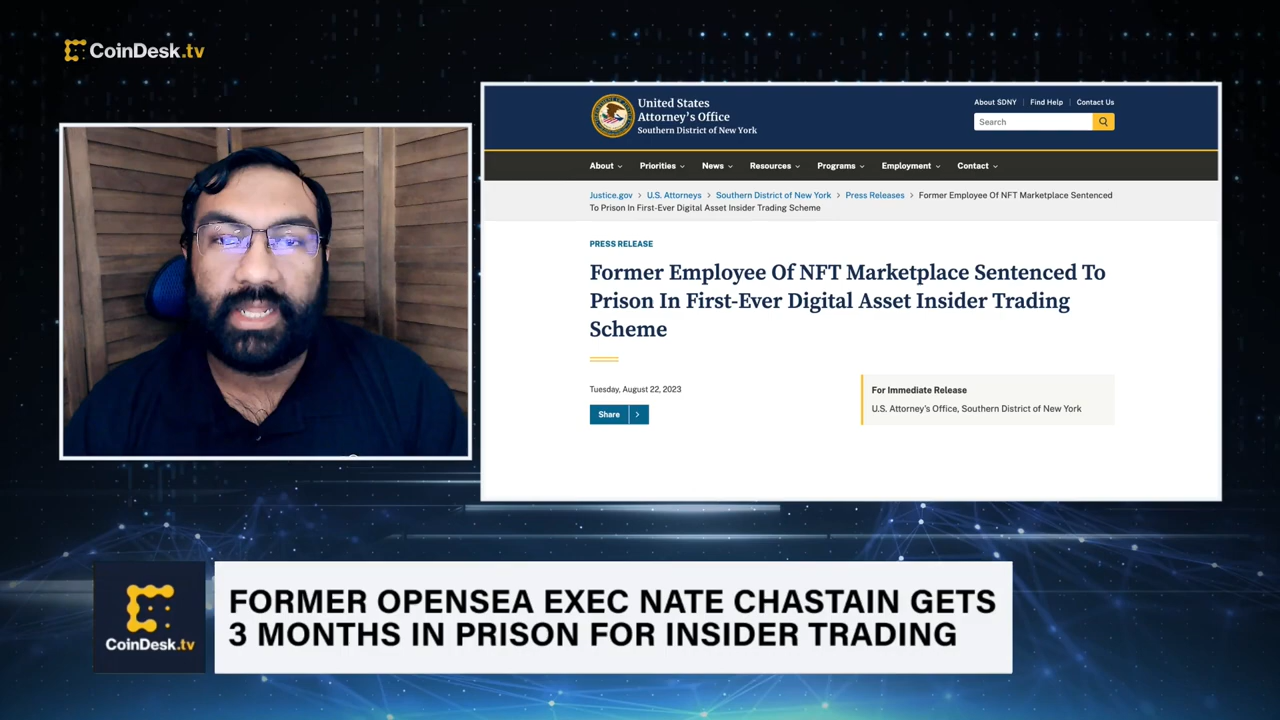 CoinDesk.tv
United States
Attorney's Office
Southern District of New York
About SDNY | Find Help | Contact Us
Search
About Priorities News Resources Programs Employment Contact
Justice.gov > U.S. Attorneys > Southern District of New York > Press Releases > Former Employee Of NFT Marketplace Sentenced
To Prison In First-Ever Digital Asset Insider Trading Scheme
PRESS RELEASE
Former Employee Of NFT Marketplace Sentenced To
Prison In First-Ever Digital Asset Insider Trading
Scheme
Tuesday, August 22, 2023
Share >
For Immediate Release
U.S. Attorney's Office, Southern District of New York
CoinDesk.tv
FORMER OPENSEA EXEC NATE CHASTAIN GETS
3 MONTHS IN PRISON FOR INSIDER TRADING